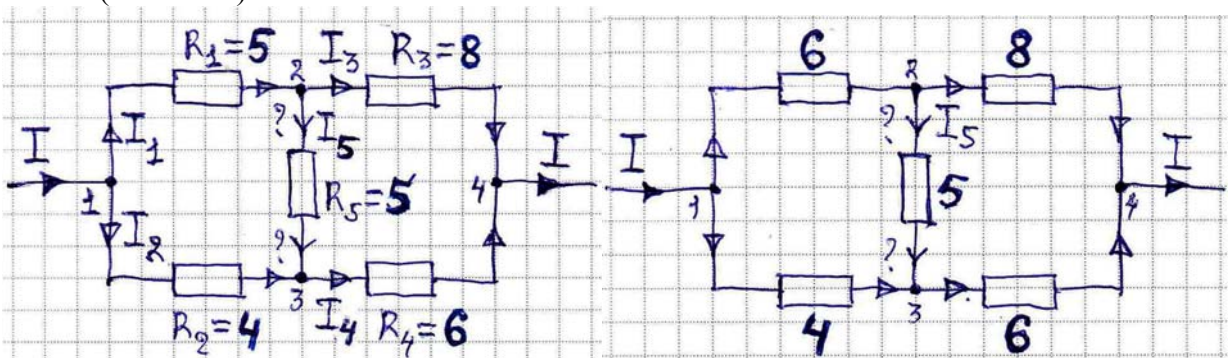 R₁=5 I₃ R₃=8
2
? I₅
I I₁ I
1 4
I₂ R₅=5
?
3
R₂=4 I₄ R₄=6
6 8
2
? I₅
I I
1 5 4
?
3
4 6